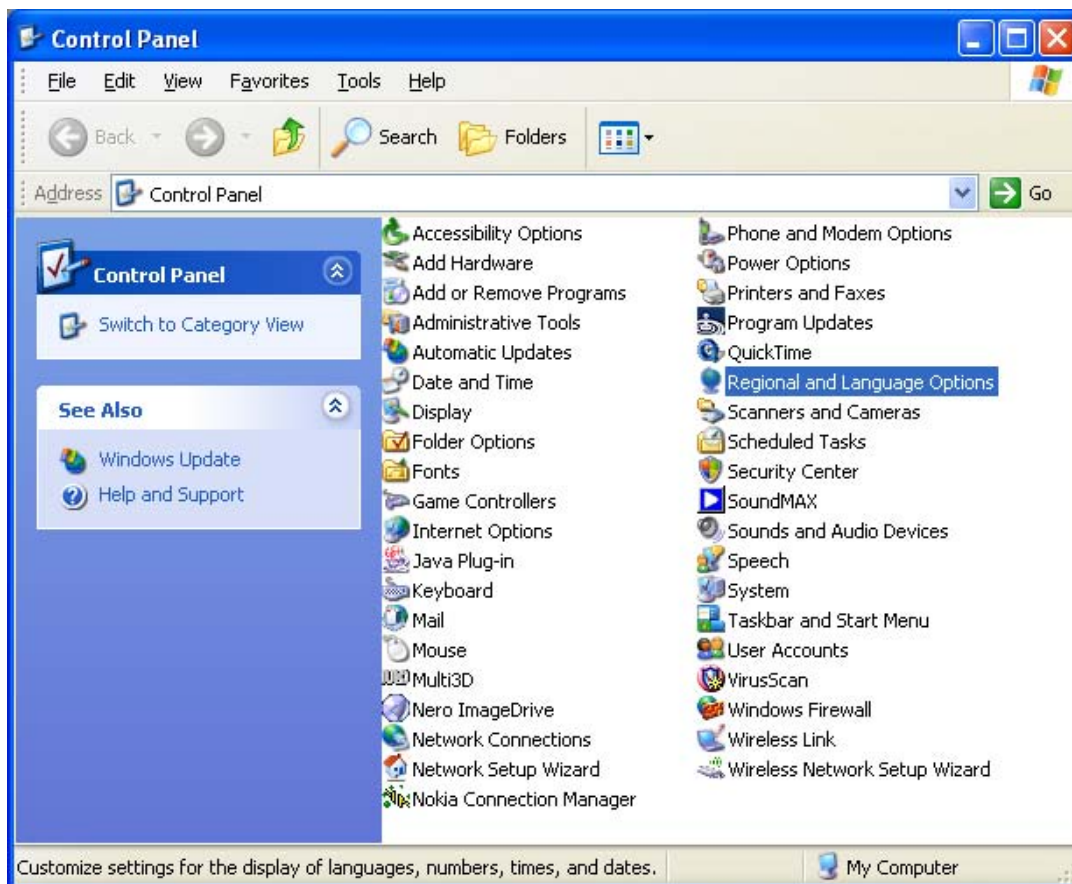 Control Panel
File Edit View Favorites Tools Help
Back Search Folders
Address Control Panel Go
Control Panel
Switch to Category View
See Also
Windows Update
Help and Support
Accessibility Options
Add Hardware
Add or Remove Programs
Administrative Tools
Automatic Updates
Date and Time
Display
Folder Options
Fonts
Game Controllers
Internet Options
Java Plug-in
Keyboard
Mail
Mouse
Multi3D
Nero ImageDrive
Network Connections
Network Setup Wizard
Nokia Connection Manager
Phone and Modem Options
Power Options
Printers and Faxes
Program Updates
QuickTime
Regional and Language Options
Scanners and Cameras
Scheduled Tasks
Security Center
SoundMAX
Sounds and Audio Devices
Speech
System
Taskbar and Start Menu
User Accounts
VirusScan
Windows Firewall
Wireless Link
Wireless Network Setup Wizard
Customize settings for the display of languages, numbers, times, and dates. My Computer